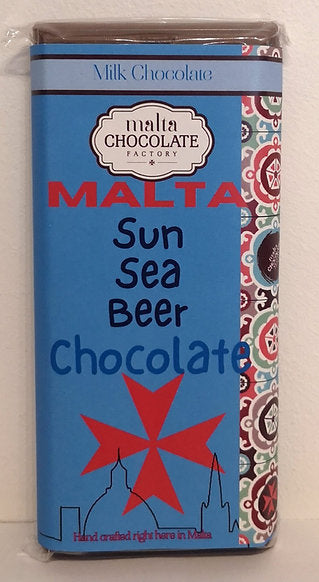 Milk Chocolate
malta
CHOCOLATE
FACTORY
MALTA
Sun
Sea
Beer
Chocolate
Hand crafted right here in Malta